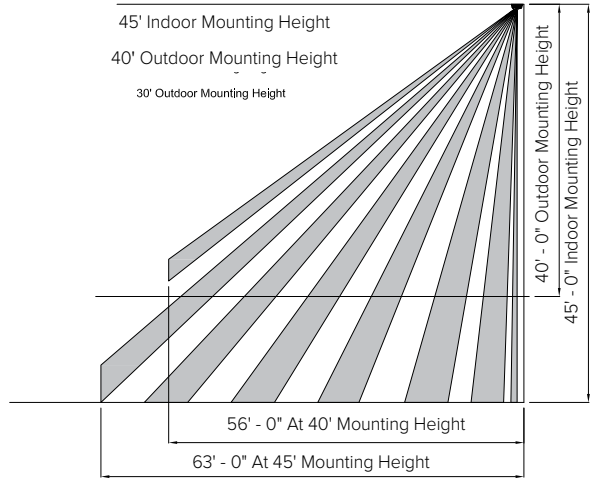 45' Indoor Mounting Height
40' Outdoor Mounting Height
30' Outdoor Mounting Height
40' - 0" Outdoor Mounting Height
45' - 0" Indoor Mounting Height
56' - 0" At 40' Mounting Height
63' - 0" At 45' Mounting Height